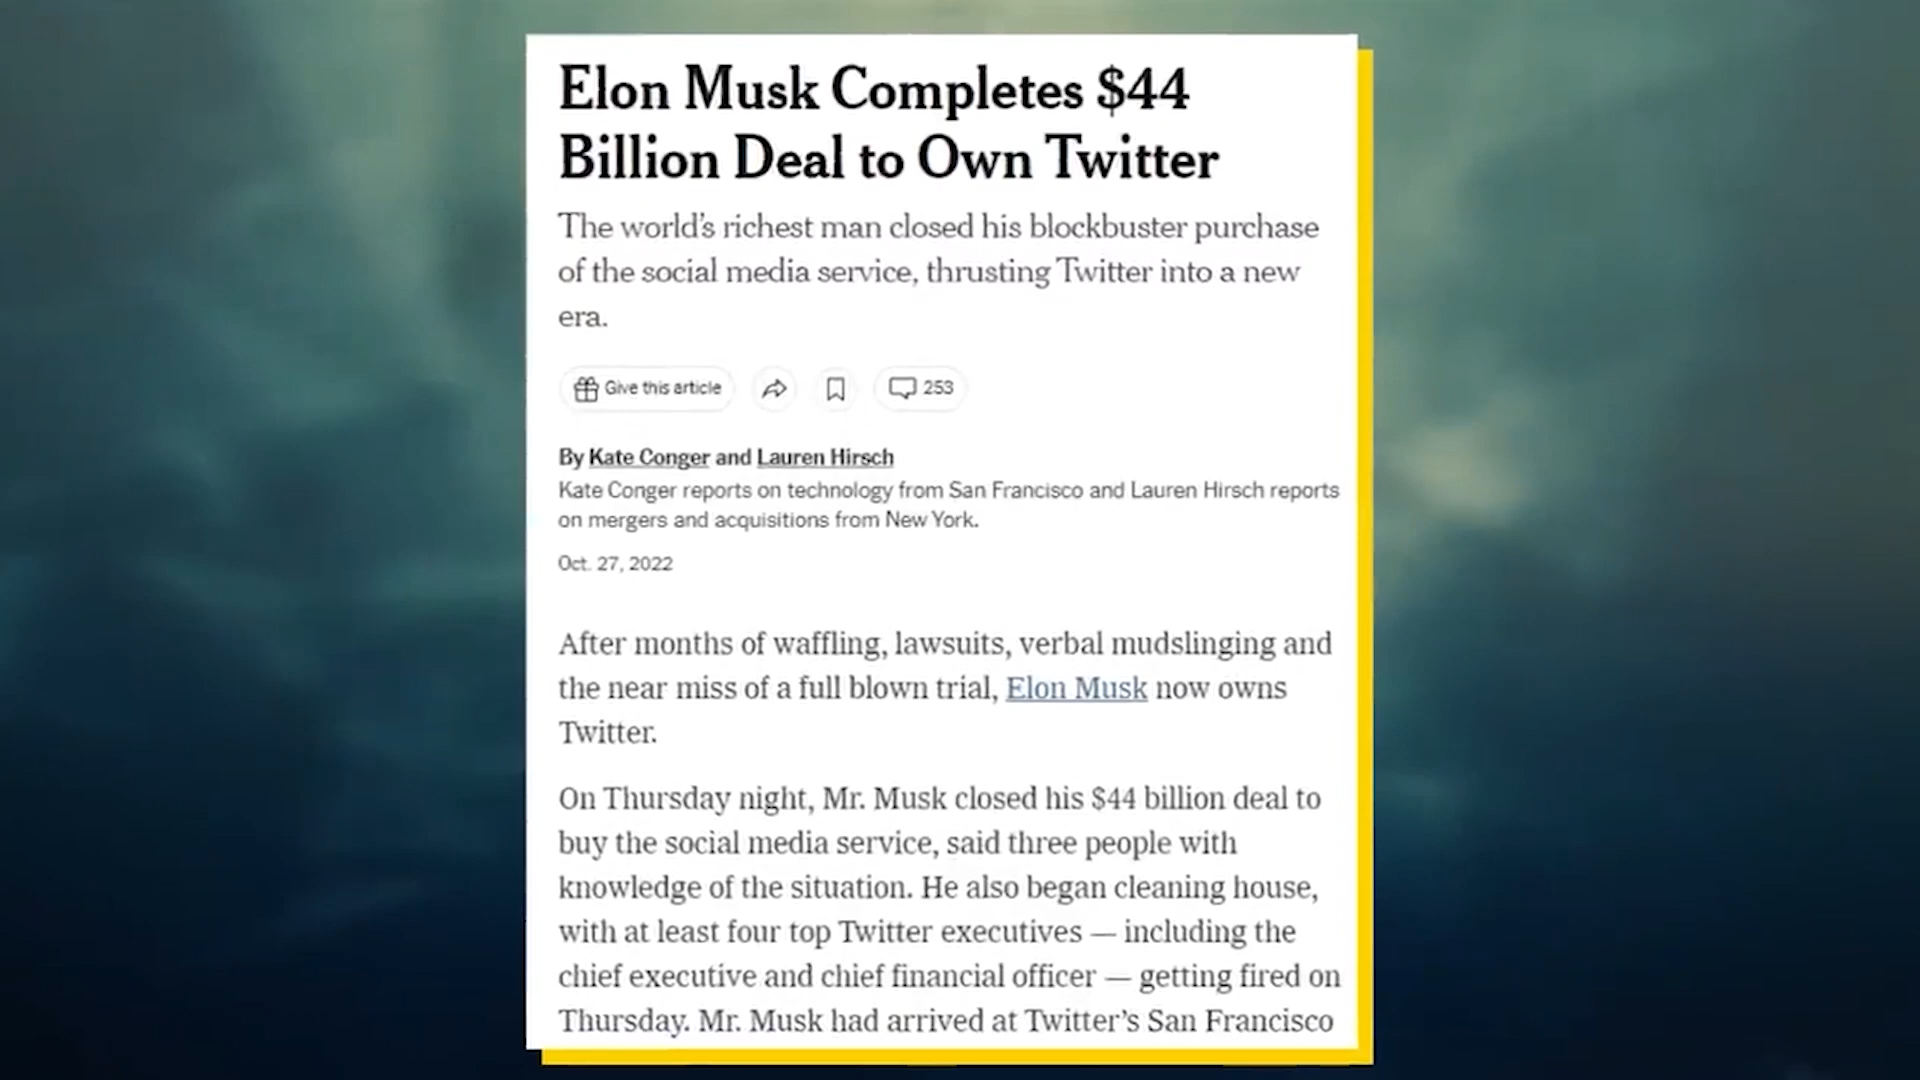 Elon Musk Completes $44
Billion Deal to Own Twitter
The world's richest man closed his blockbuster purchase
of the social media service, thrusting Twitter into a new
era.
Give this article
253
By Kate Conger and Lauren Hirsch
Kate Conger reports on technology from San Francisco and Lauren Hirsch reports
on mergers and acquisitions from New York.
Oct. 27, 2022
After months of waffling, lawsuits, verbal mudslinging and
the near miss of a full blown trial, Elon Musk now owns
Twitter.
On Thursday night, Mr. Musk closed his $44 billion deal to
buy the social media service, said three people with
knowledge of the situation. He also began cleaning house,
with at least four top Twitter executives — including the
chief executive and chief financial officer — getting fired on
Thursday. Mr. Musk had arrived at Twitter's San Francisco